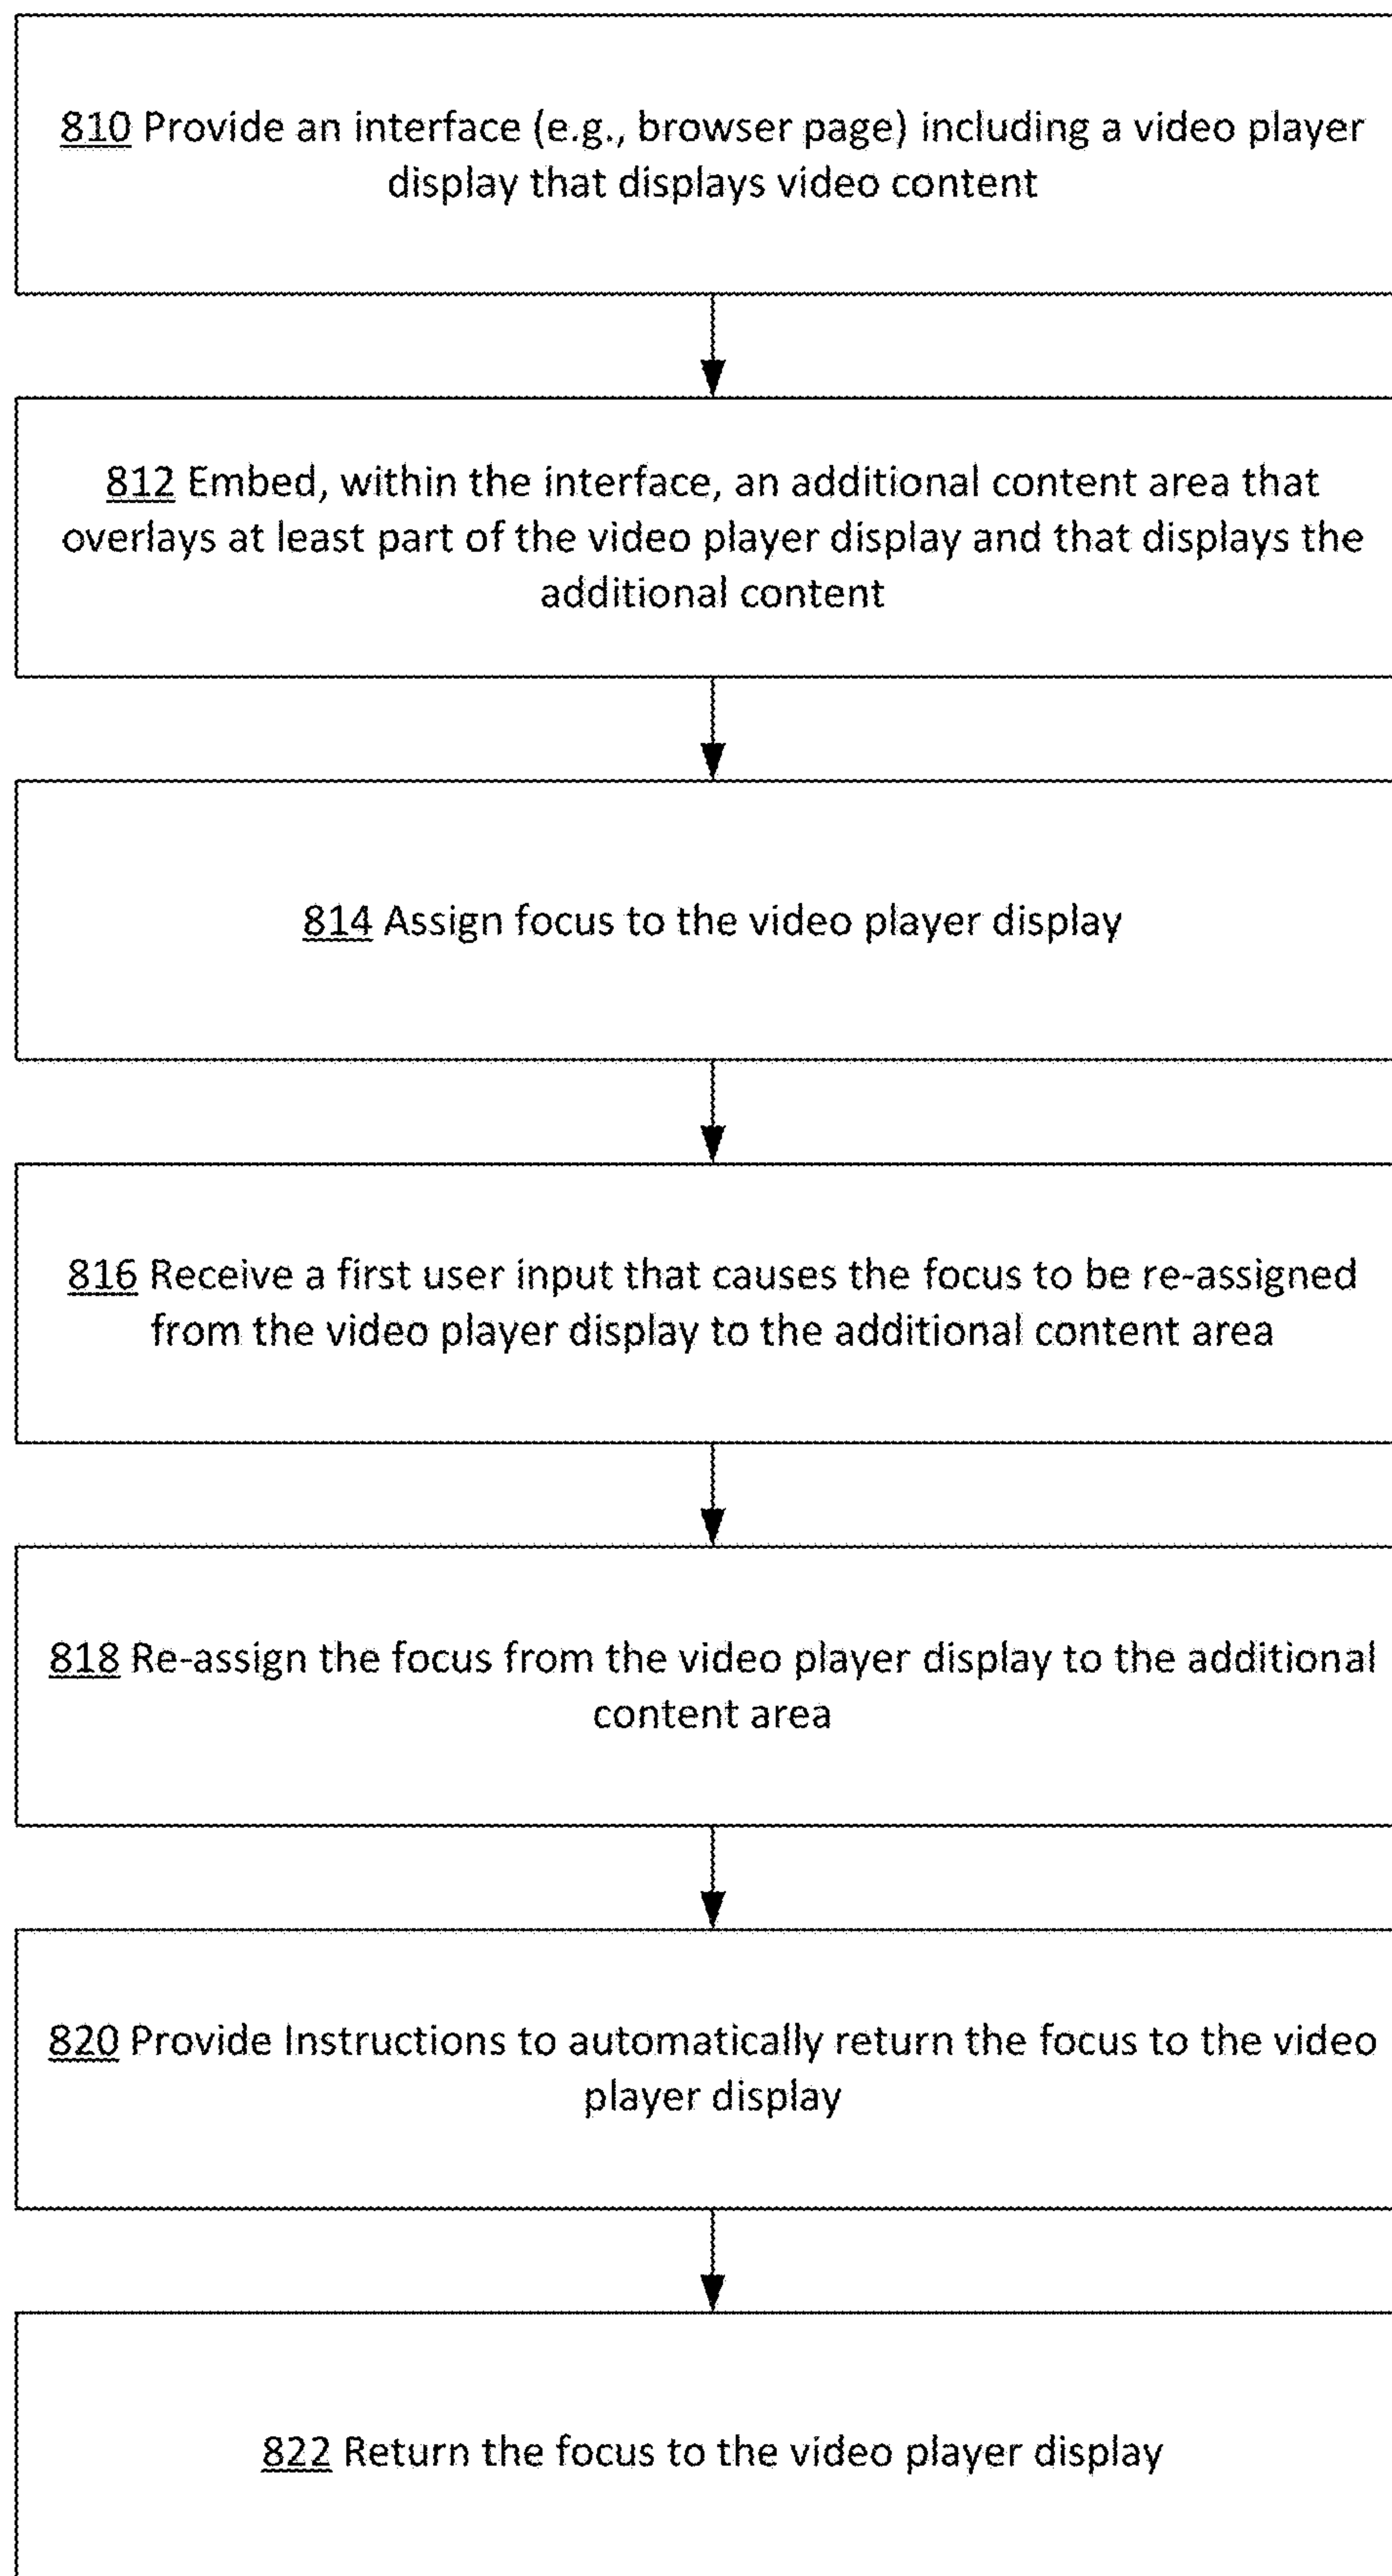 810 Provide an interface (e.g., browser page) including a video player
display that displays video content
812 Embed, within the interface, an additional content area that
overlays at least part of the video player display and that displays the
additional content
814 Assign focus to the video player display
816 Receive a first user input that causes the focus to be re-assigned
from the video player display to the additional content area
818 Re-assign the focus from the video player display to the additional
content area
820 Provide Instructions to automatically return the focus to the video
player display
822 Return the focus to the video player display